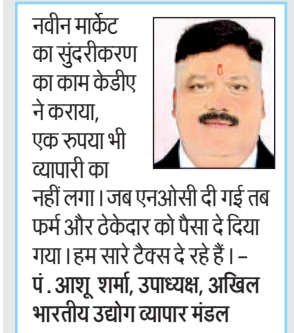 नवीन मार्केट
का सुंदरीकरण
का काम केडीए
ने कराया,
एक रुपया भी
व्यापारी का
नहीं लगा । जब एनओसी दी गई तब
फर्म और ठेकेदार को पैसा दे दिया
गया । हम सारे टैक्स दे रहे हैं । –
पं . आशू शर्मा, उपाध्यक्ष, अखिल
भारतीय उद्योग व्यापार मंडल